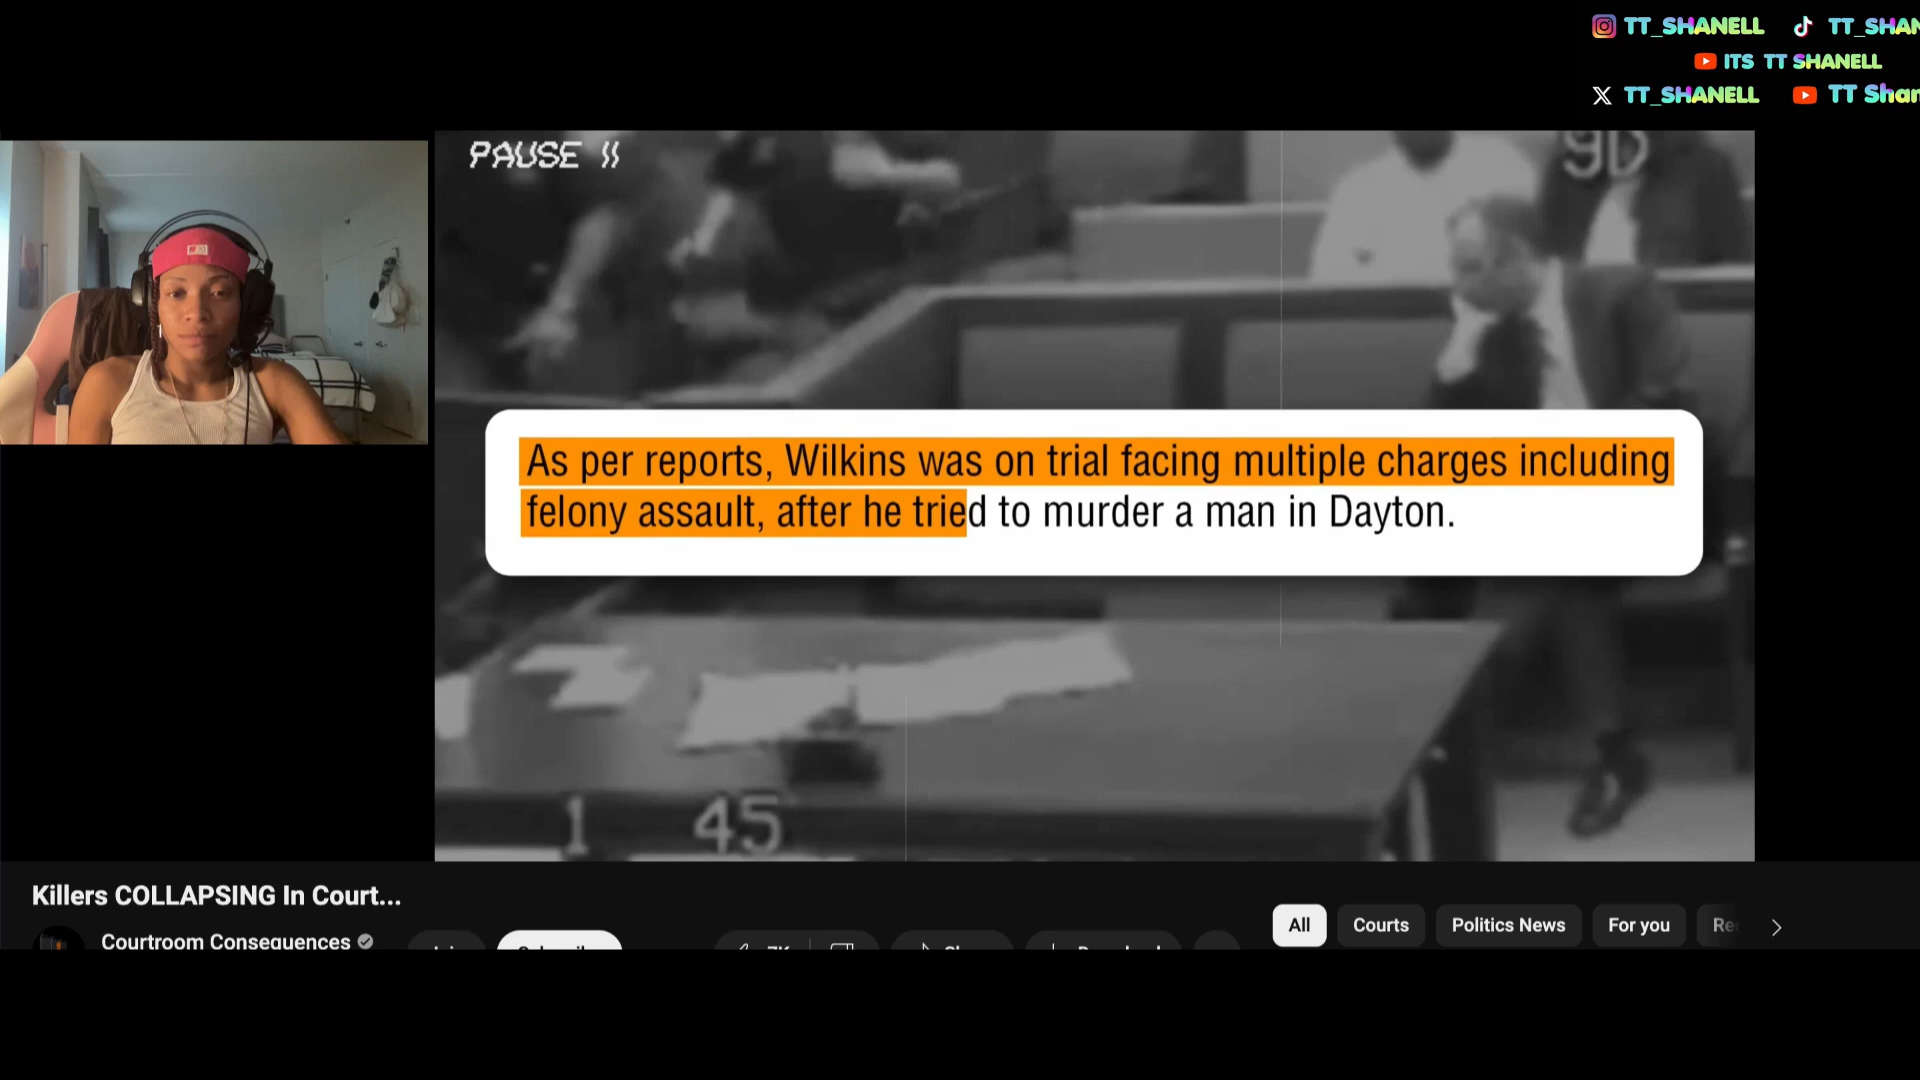 TT_SHANELL TT_SHAN
ITS TT SHANELL
TT_SHANELL TT Shan
PAUSE
9D
As per reports, Wilkins was on trial facing multiple charges including
felony assault, after he tried to murder a man in Dayton.
1 45
Killers COLLAPSING In Court...
All Courts Politics News For you Re
Courtroom Consequences